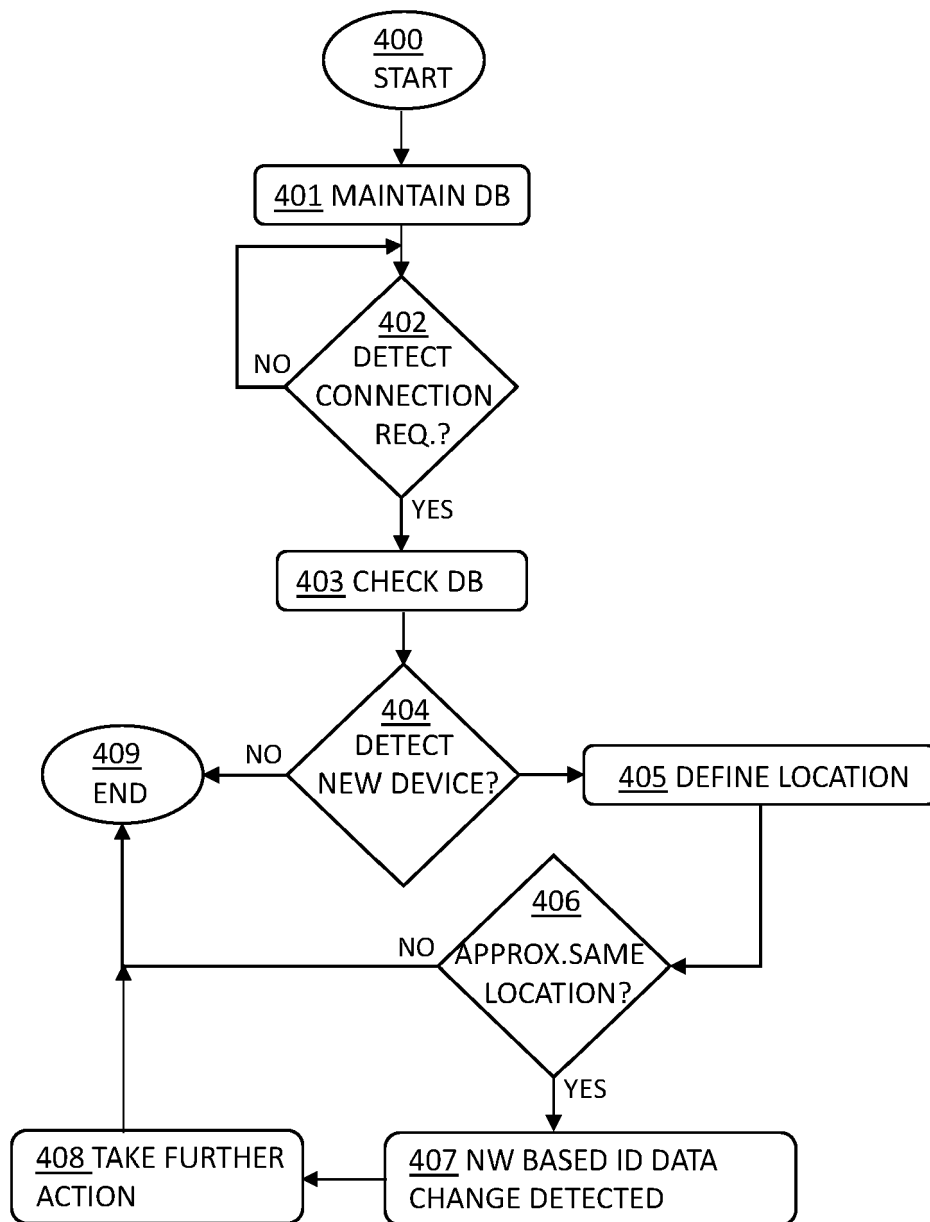 400
START
401 MAINTAIN DB
402
DETECT
CONNECTION
REQ.?
NO
YES
403 CHECK DB
404
DETECT
NEW DEVICE?
NO
409
END
405 DEFINE LOCATION
406
APPROX.SAME
LOCATION?
NO
YES
407 NW BASED ID DATA
CHANGE DETECTED
408 TAKE FURTHER
ACTION